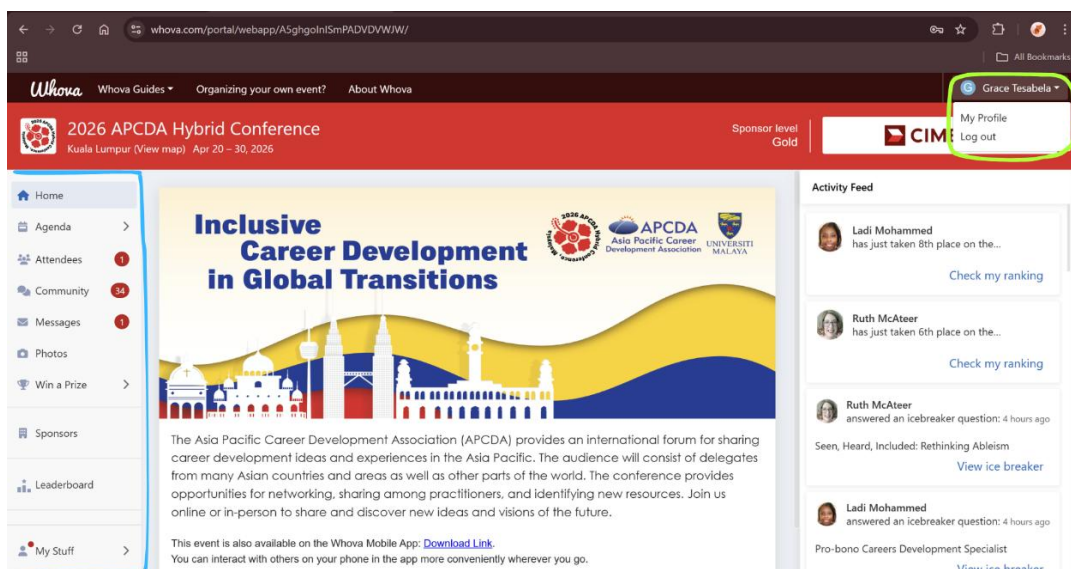 whova.com/portal/webapp/A5ghgoInISmPADVDVWJW/
All Bookmarks
Whova
Whova Guides
Organizing your own event?
About Whova
G
Grace Tesabela
My Profile
Log out
2026 APCDA Hybrid Conference
Kuala Lumpur (View map) Apr 20 – 30, 2026
Sponsor level
Gold
CIM
Home
Agenda
Attendees
1
Community
34
Messages
1
Photos
Win a Prize
Sponsors
Leaderboard
My Stuff
Inclusive
Career Development
in Global Transitions
APCDA
Asia Pacific Career
Development Association
UNIVERSITI
MALAYA
The Asia Pacific Career Development Association (APCDA) provides an international forum for sharing
career development ideas and experiences in the Asia Pacific. The audience will consist of delegates
from many Asian countries and areas as well as other parts of the world. The conference provides
opportunities for networking, sharing among practitioners, and identifying new resources. Join us
online or in-person to share and discover new ideas and visions of the future.
This event is also available on the Whova Mobile App: Download Link.
You can interact with others on your phone in the app more conveniently wherever you go.
Activity Feed
Ladi Mohammed
has just taken 8th place on the...
Check my ranking
Ruth McAteer
has just taken 6th place on the...
Check my ranking
Ruth McAteer
answered an icebreaker question: 4 hours ago
Seen, Heard, Included: Rethinking Ableism
View ice breaker
Ladi Mohammed
answered an icebreaker question: 4 hours ago
Pro-bono Careers Development Specialist
View ice breaker